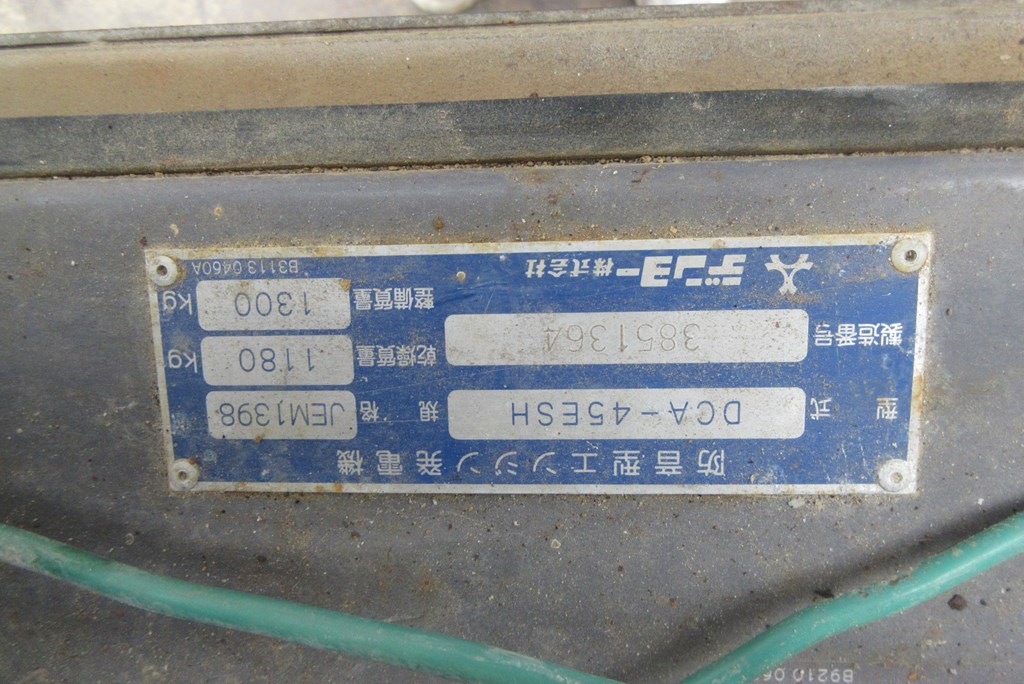 防音型エンジン発電機
型式 DCA-45ESH 規格 JEM1398
製造番号 3851364 乾燥質量 1180 kg
整備質量 1300 kg
デンヨー株式会社 B3113 0460A